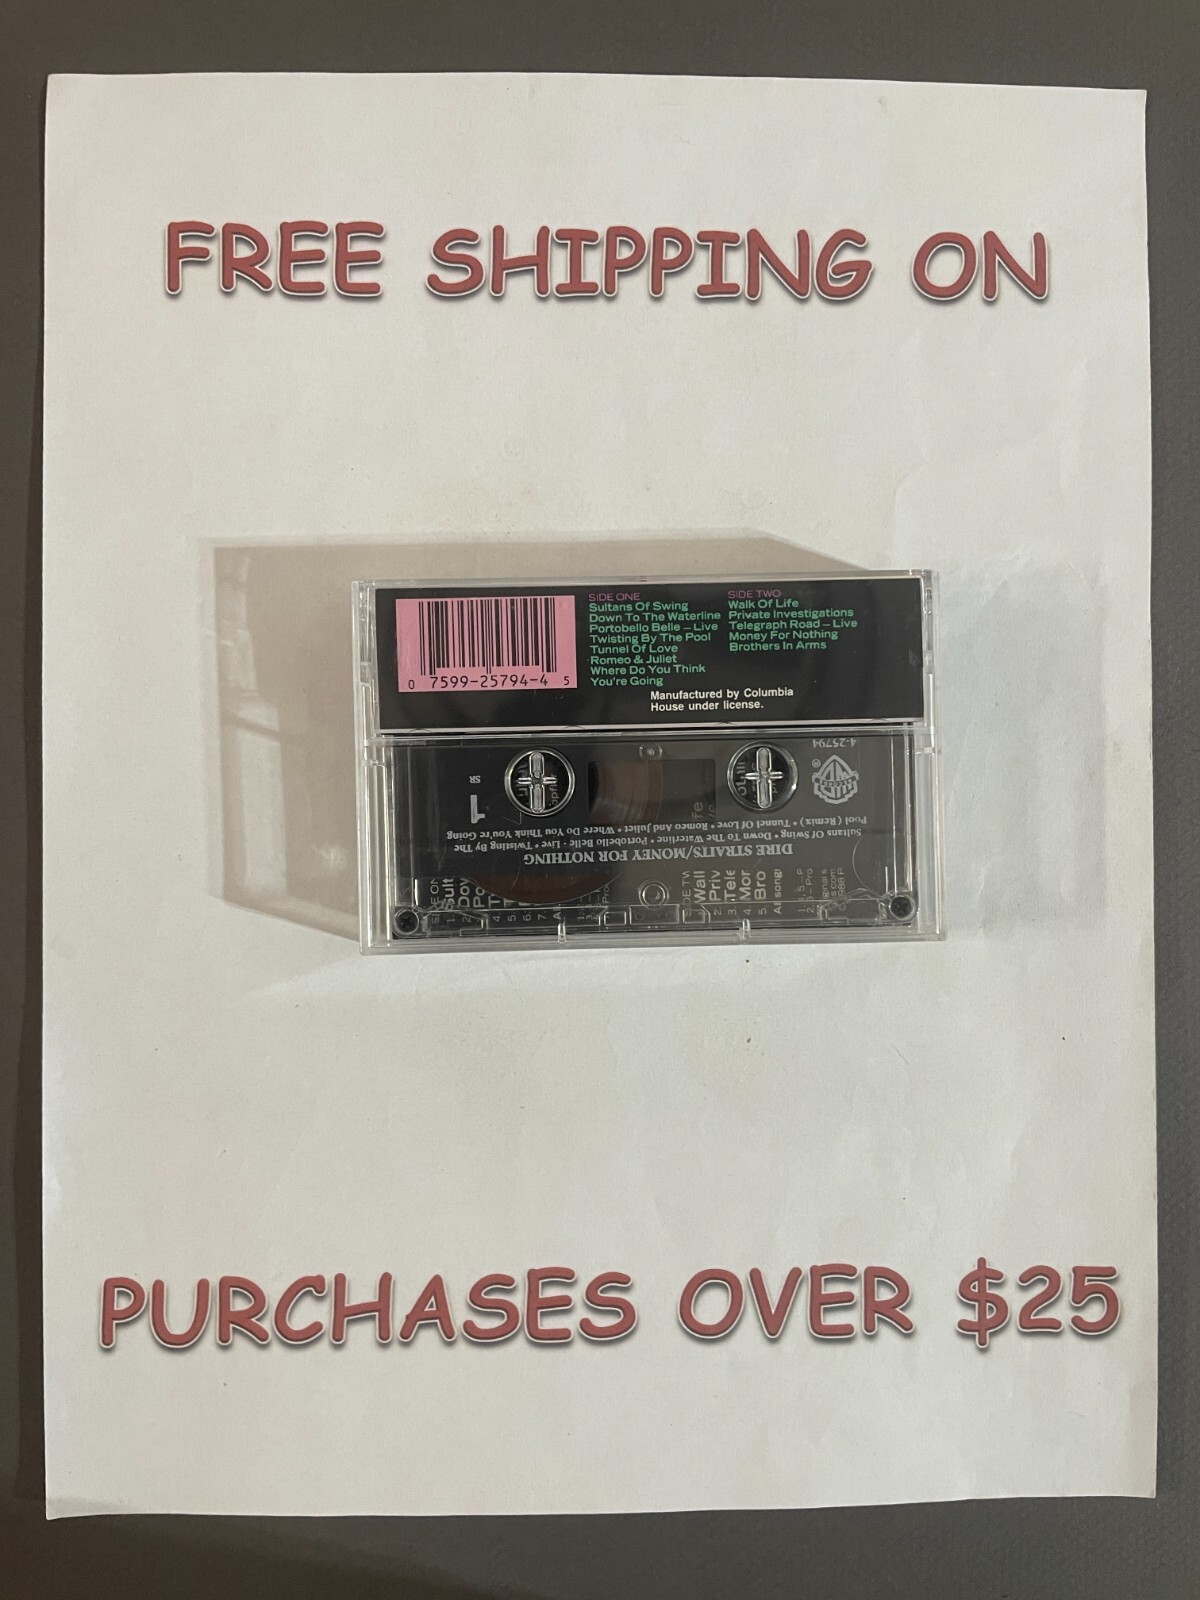 FREE SHIPPING ON
SIDE ONE
Sultans Of Swing
Down To The Waterline
Portobello Belle – Live
Twisting By The Pool
Tunnel Of Love
Romeo & Juliet
Where Do You Think
You're Going
SIDE TWO
Walk Of Life
Private Investigations
Telegraph Road – Live
Money For Nothing
Brothers In Arms
0 7599-25794-4 5
Manufactured by Columbia
House under license.
4-25794
SR
1
DIRE STRAITS/MONEY FOR NOTHING
Sultans Of Swing • Down To The Waterline • Portobello Belle - Live • Twisting By The
Pool (Remix) • Tunnel Of Love • Romeo And Juliet • Where Do You Think You're Going
PURCHASES OVER $25